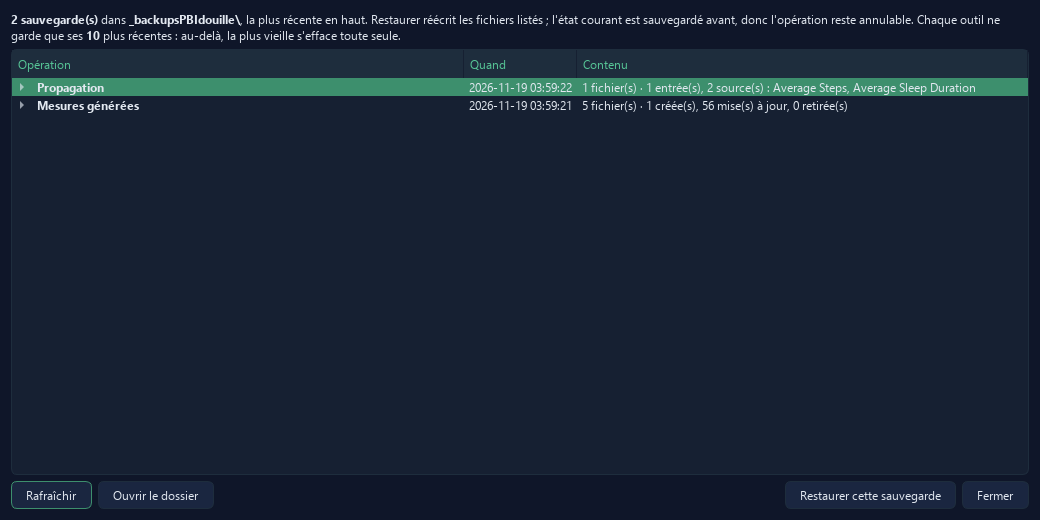 2 sauvegarde(s) dans _backupsPBIdouille\, la plus récente en haut. Restaurer réécrit les fichiers listés ; l'état courant est sauvegardé avant, donc l'opération reste annulable. Chaque outil ne
garde que ses 10 plus récentes : au-delà, la plus vieille s'efface toute seule.
Opération Quand Contenu
Propagation 2026-11-19 03:59:22 1 fichier(s) · 1 entrée(s), 2 source(s) : Average Steps, Average Sleep Duration
Mesures générées 2026-11-19 03:59:21 5 fichier(s) · 1 créée(s), 56 mise(s) à jour, 0 retirée(s)
Rafraîchir Ouvrir le dossier Restaurer cette sauvegarde Fermer